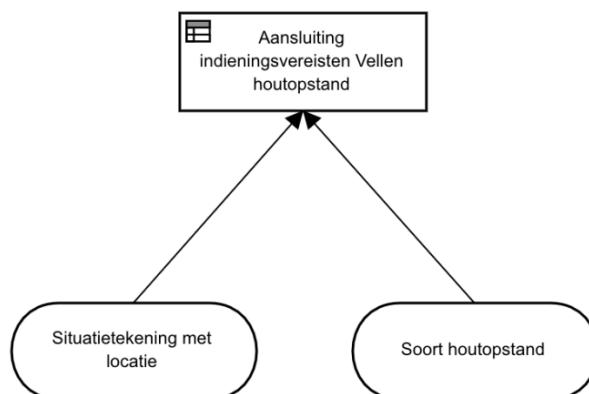 Aansluiting
indieningsvereisten Vellen
houtopstand
Situatietekening met
locatie
Soort houtopstand